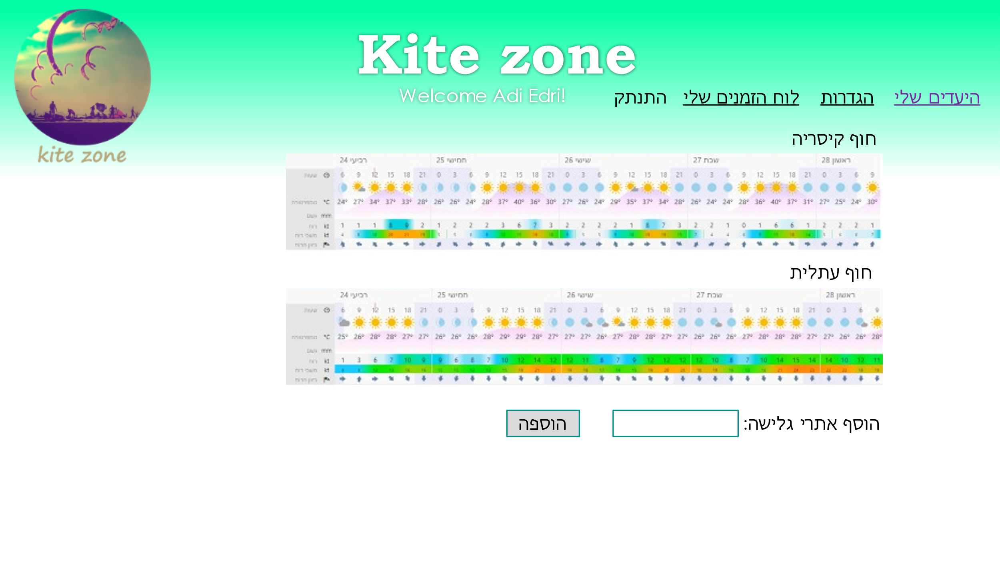 Kite zone
Welcome Adi Edri!
היעדים שלי הגדרות לוח הזמנים שלי התנתק
kite zone
חוף קיסריה
רביעי 24 חמישי 25 שישי 26 שבת 27 ראשון 28
שעות 6 9 12 15 18 21 0 3 6 9 12 15 18 21 0 3 6 9 12 15 18 21 0 3 6 9 12 15 18 21 0 3 6 9
טמפרטורה °C 24° 27° 34° 37° 33° 28° 26° 26° 24° 28° 37° 40° 36° 30° 27° 26° 24° 29° 35° 37° 34° 28° 26° 24° 24° 28° 36° 40° 37° 31° 27° 25° 24° 30°
גשם mm
רוח kt 1 1 1 8 9 2 1 2 2 2 3 6 7 3 2 2 2 2 1 8 7 3 2 2 1 0 1 6 6 1 2 2 2 1
משבי רוח kt
כיוון הרוח
חוף עתלית
רביעי 24 חמישי 25 שישי 26 שבת 27 ראשון 28
שעות 6 9 12 15 18 21 0 3 6 9 12 15 18 21 0 3 6 9 12 15 18 21 0 3 6 9 12 15 18 21 0 3 6 9
טמפרטורה °C 25° 26° 28° 28° 27° 27° 26° 26° 26° 28° 29° 29° 28° 27° 27° 27° 26° 27° 28° 28° 27° 27° 26° 26° 26° 27° 28° 28° 28° 27° 27° 26° 26° 28°
גשם mm
רוח kt 1 3 6 7 10 9 9 6 8 7 10 12 14 12 12 11 8 7 9 12 12 12 12 10 8 7 10 14 15 14 14 10 12 11
משבי רוח kt
כיוון הרוח
הוסף אתרי גלישה: הוספה